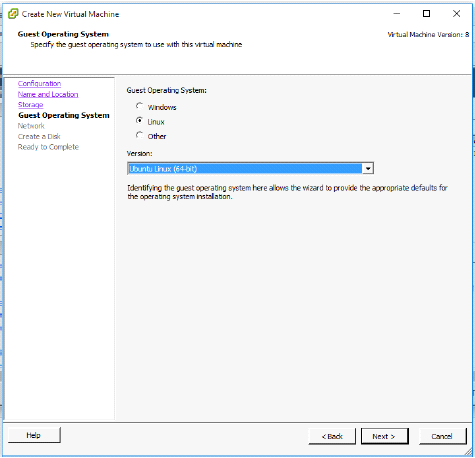 Create New Virtual Machine
Guest Operating System
Specify the guest operating system to use with this virtual machine
Virtual Machine Version: 8
Configuration
Name and Location
Storage
Guest Operating System
Network
Create a Disk
Ready to Complete
Guest Operating System:
Windows
Linux
Other
Version:
Ubuntu Linux (64-bit)
Identifying the guest operating system here allows the wizard to provide the appropriate defaults for
the operating system installation.
Help
< Back
Next >
Cancel